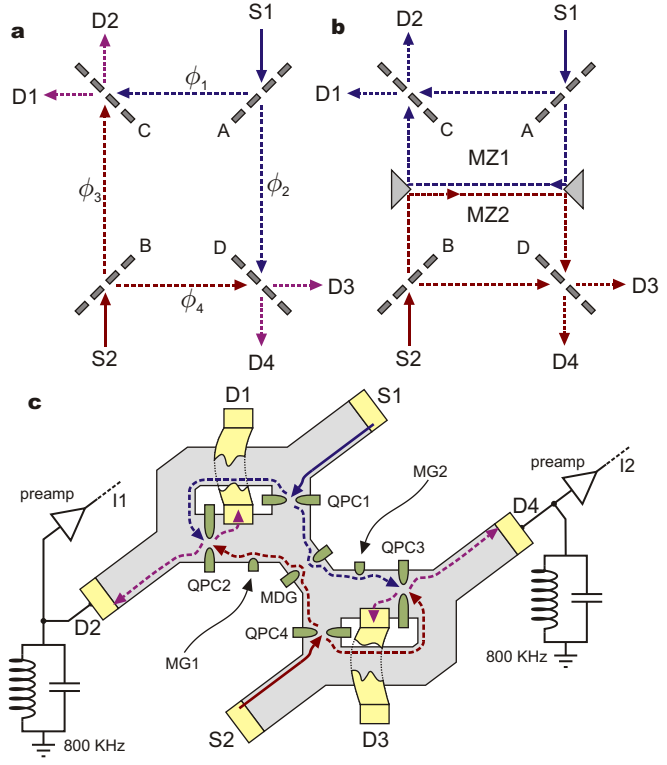 a
D2
S1
D1
ϕ1
C
A
ϕ3
ϕ2
B
D
ϕ4
D3
S2
D4
b
D2
S1
D1
C
A
MZ1
MZ2
B
D
D3
S2
D4
c
D1
S1
I2
preamp
MG2
I1
preamp
QPC1
D4
QPC3
QPC2
MDG
D2
QPC4
MG1
800 KHz
800 KHz
S2
D3